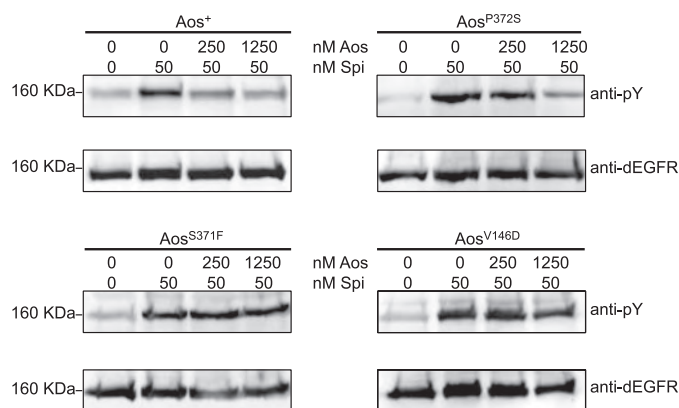 Aos⁺ Aosᴾ³⁷²ˢ
0 0 250 1250 nM Aos 0 0 250 1250
0 50 50 50 nM Spi 0 50 50 50
160 KDa- anti-pY
160 KDa- anti-dEGFR
Aosˢ³⁷¹ᶠ Aosⱽ¹⁴⁶ᴰ
0 0 250 1250 nM Aos 0 0 250 1250
0 50 50 50 nM Spi 0 50 50 50
160 KDa- anti-pY
160 KDa- anti-dEGFR